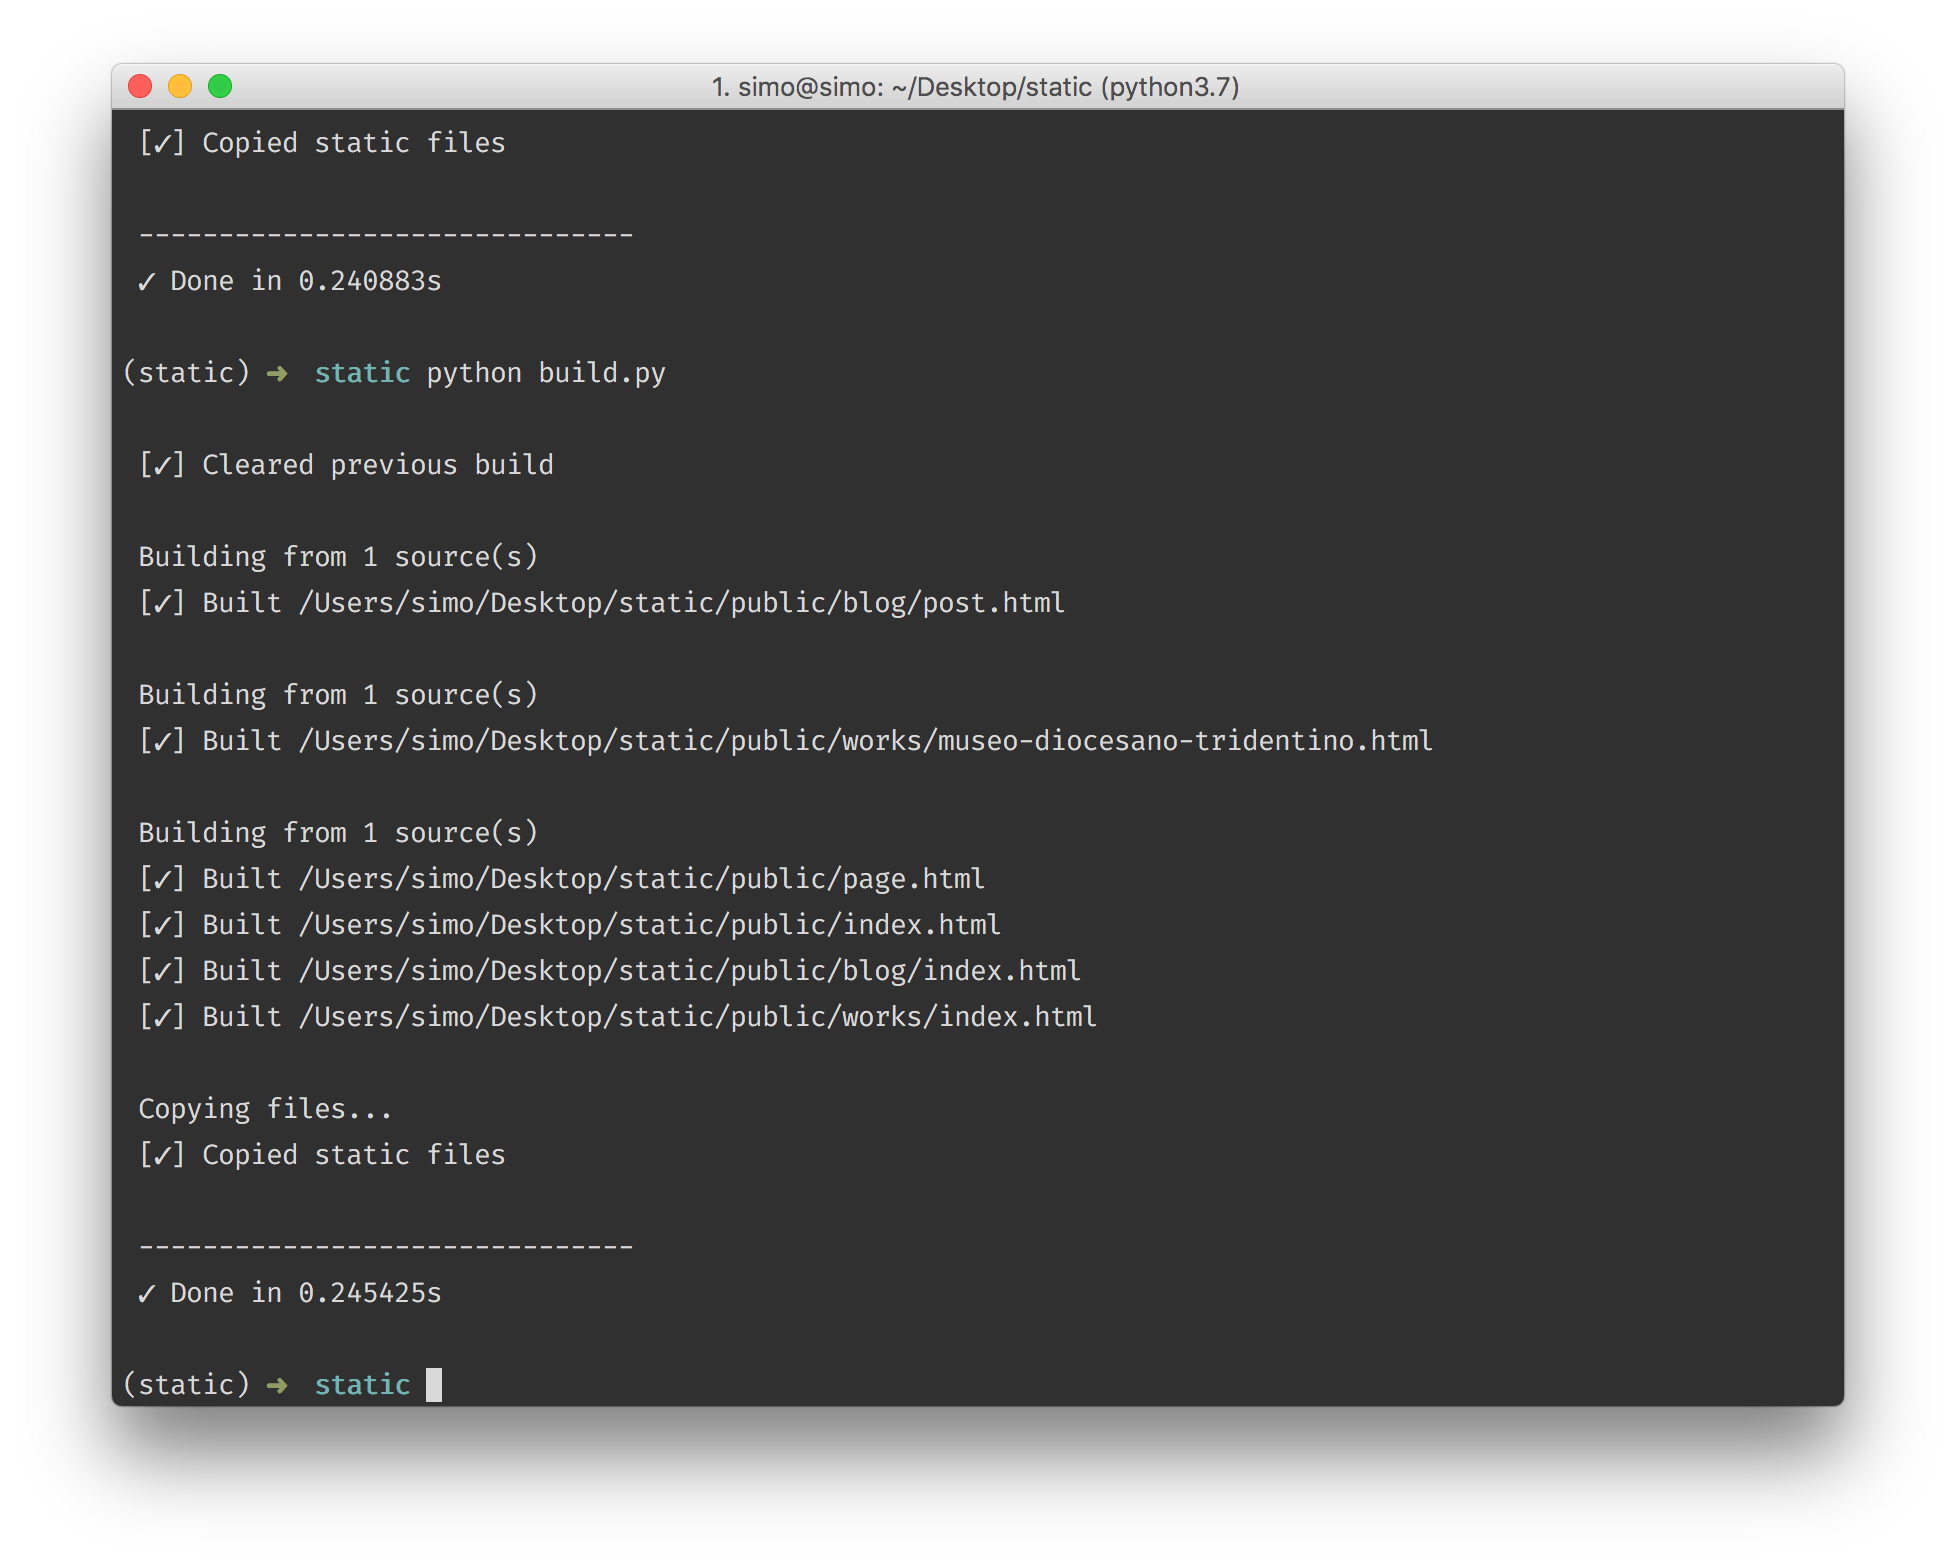 1. simo@simo: ~/Desktop/static (python3.7)
[✓] Copied static files
-------------------------------
✓ Done in 0.240883s
(static) ➜ static python build.py
[✓] Cleared previous build
Building from 1 source(s)
[✓] Built /Users/simo/Desktop/static/public/blog/post.html
Building from 1 source(s)
[✓] Built /Users/simo/Desktop/static/public/works/museo-diocesano-tridentino.html
Building from 1 source(s)
[✓] Built /Users/simo/Desktop/static/public/page.html
[✓] Built /Users/simo/Desktop/static/public/index.html
[✓] Built /Users/simo/Desktop/static/public/blog/index.html
[✓] Built /Users/simo/Desktop/static/public/works/index.html
Copying files...
[✓] Copied static files
-------------------------------
✓ Done in 0.245425s
(static) ➜ static